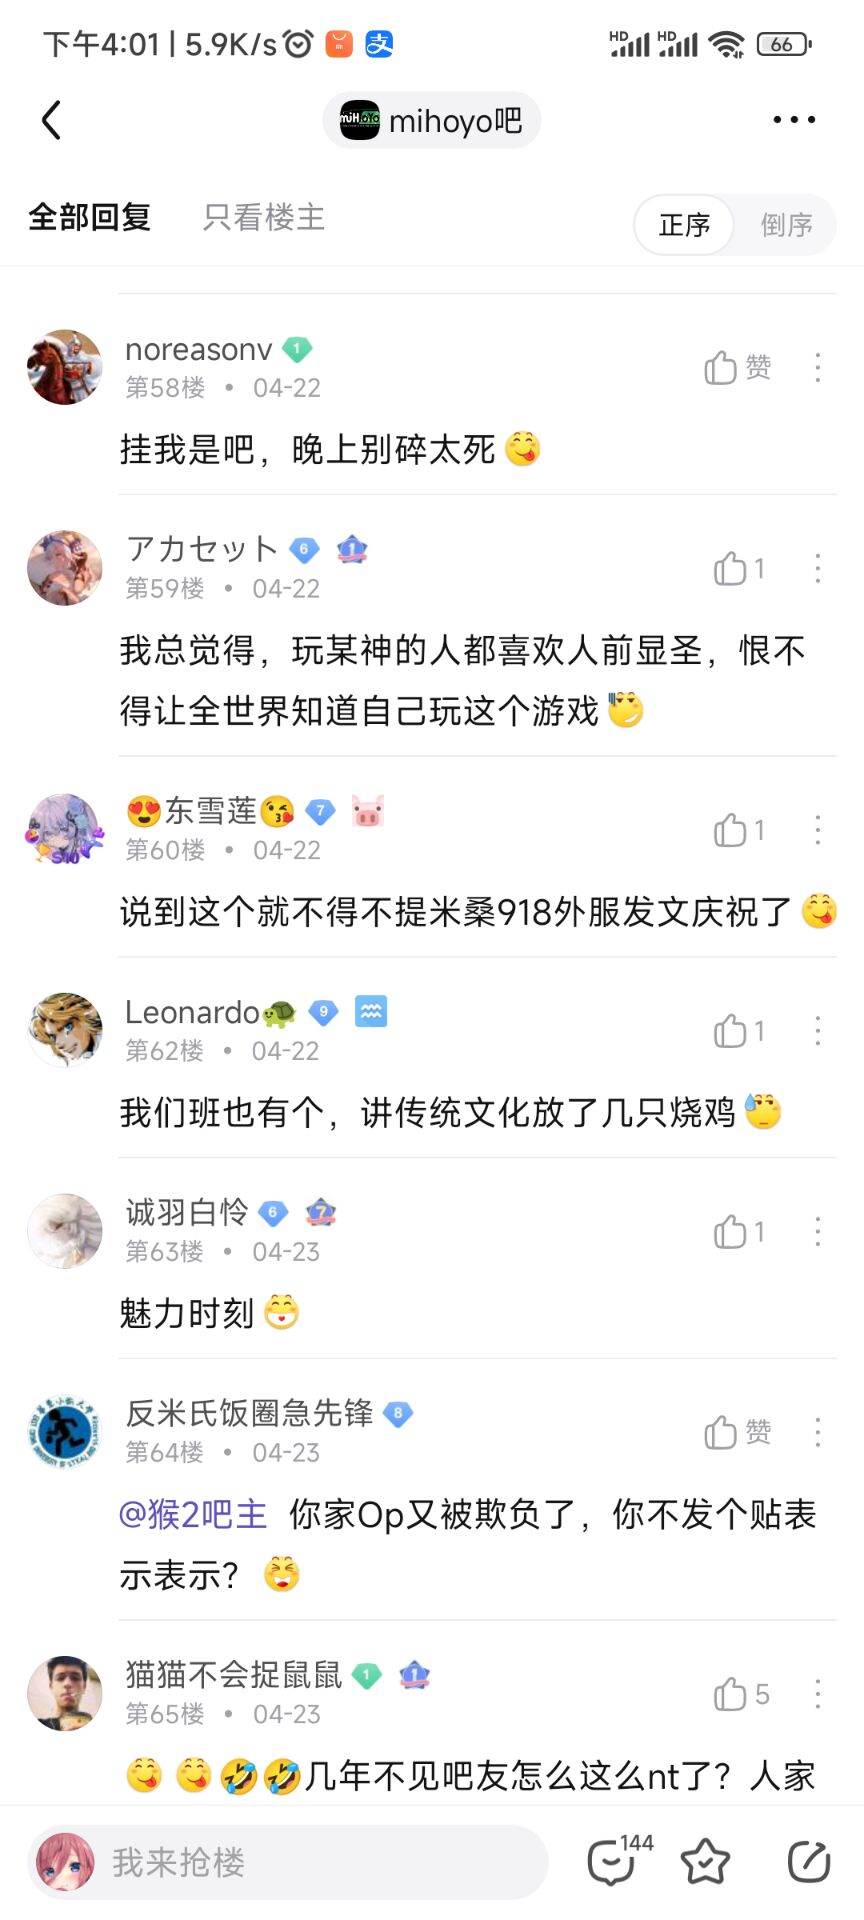 下午4:01 | 5.9K/s HD HD 66
mihoyo吧
全部回复 只看楼主 正序 倒序
noreasonv 1
第58楼 • 04-22 赞
挂我是吧，晚上别碎太死
アカセット 6 1
第59楼 • 04-22 1
我总觉得，玩某神的人都喜欢人前显圣，恨不
得让全世界知道自己玩这个游戏
东雪莲 7
第60楼 • 04-22 1
说到这个就不得不提米桑918外服发文庆祝了
Leonardo 9
第62楼 • 04-22 1
我们班也有个，讲传统文化放了几只烧鸡
诚羽白怜 6 7
第63楼 • 04-23 1
魅力时刻
反米氏饭圈急先锋 8
第64楼 • 04-23 赞
@猴2吧主 你家Op又被欺负了，你不发个贴表
示表示？
猫猫不会捉鼠鼠 1 1
第65楼 • 04-23 5
几年不见吧友怎么这么nt了？人家
我来抢楼 144